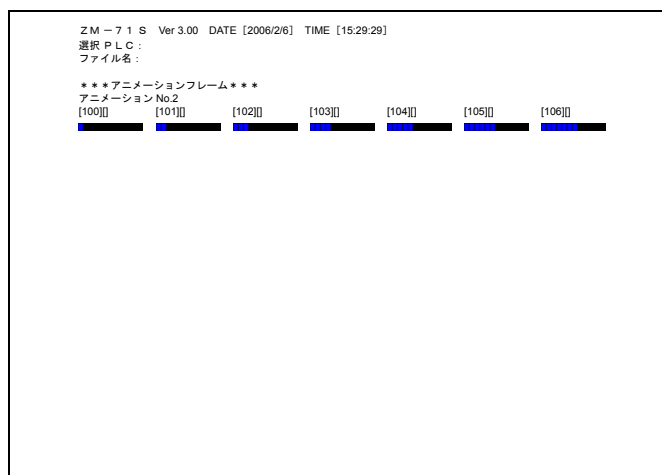 ＺＭ－７１Ｓ Ver 3.00 DATE [2006/2/6] TIME [15:29:29]
選択ＰＬＣ：
ファイル名：
＊＊＊アニメーションフレーム＊＊＊
アニメーション No.2
[100][] [101][] [102][] [103][] [104][] [105][] [106][]